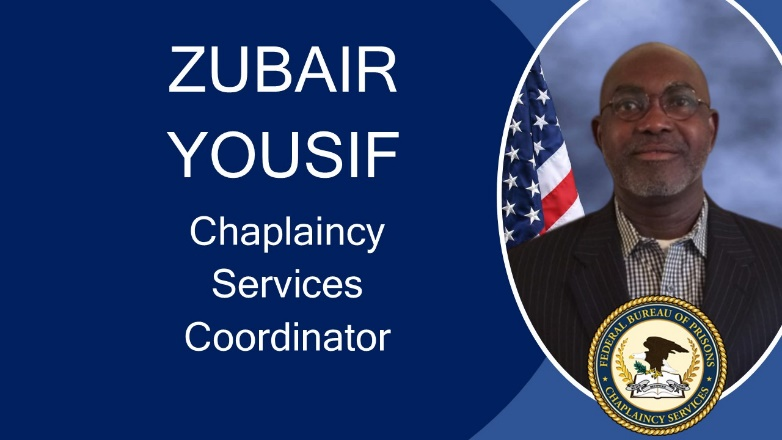 ZUBAIR
YOUSIF
Chaplaincy
Services
Coordinator
FEDERAL BUREAU OF PRISONS
CHAPLAINCY SERVICES